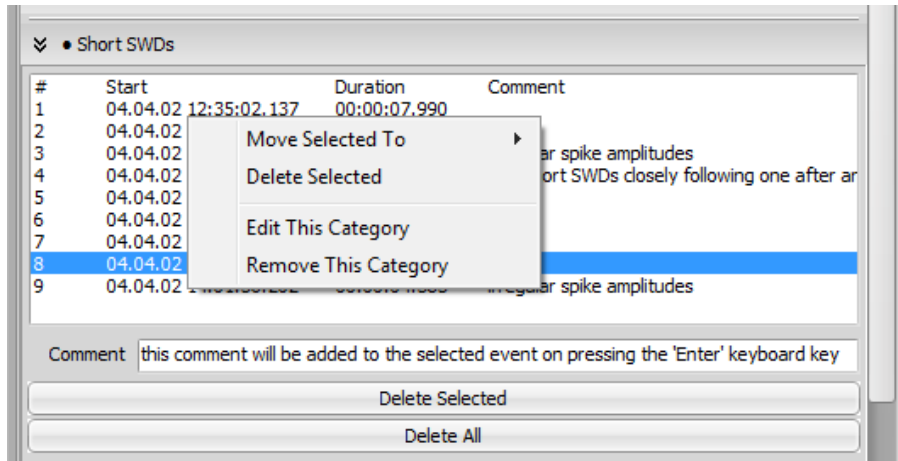 • Short SWDs
# Start Duration Comment
1 04.04.02 12:35:02.137 00:00:07.990
2 04.04.02
3 04.04.02 ar spike amplitudes
4 04.04.02 ort SWDs closely following one after ar
5 04.04.02
6 04.04.02
7 04.04.02
8 04.04.02
9 04.04.02 spike amplitudes
Move Selected To
Delete Selected
Edit This Category
Remove This Category
Comment this comment will be added to the selected event on pressing the 'Enter' keyboard key
Delete Selected
Delete All